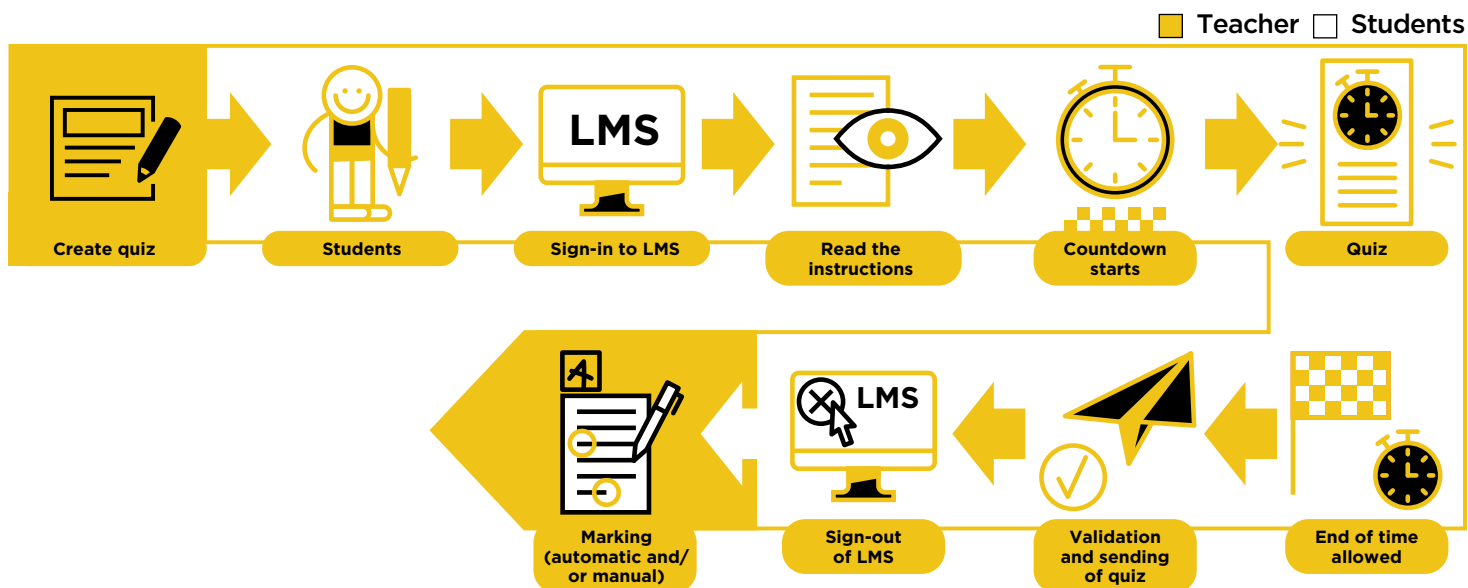 Teacher Students
LMS
Create quiz
Students
Sign-in to LMS
Read the
instructions
Countdown
starts
Quiz
A
LMS
Marking
(automatic and/
or manual)
Sign-out
of LMS
Validation
and sending
of quiz
End of time
allowed